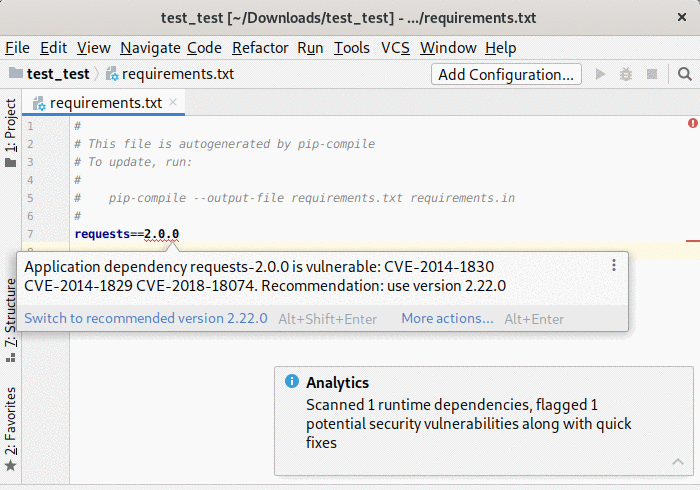 test_test [~/Downloads/test_test] - .../requirements.txt
File Edit View Navigate Code Refactor Run Tools VCS Window Help
test_test requirements.txt Add Configuration...
requirements.txt
1: Project
7: Structure
2: Favorites
1 #
2 # This file is autogenerated by pip-compile
3 # To update, run:
4 #
5 #    pip-compile --output-file requirements.txt requirements.in
6 #
7 requests==2.0.0
Application dependency requests-2.0.0 is vulnerable: CVE-2014-1830
CVE-2014-1829 CVE-2018-18074. Recommendation: use version 2.22.0
Switch to recommended version 2.22.0 Alt+Shift+Enter More actions... Alt+Enter
Analytics
Scanned 1 runtime dependencies, flagged 1
potential security vulnerabilities along with quick
fixes